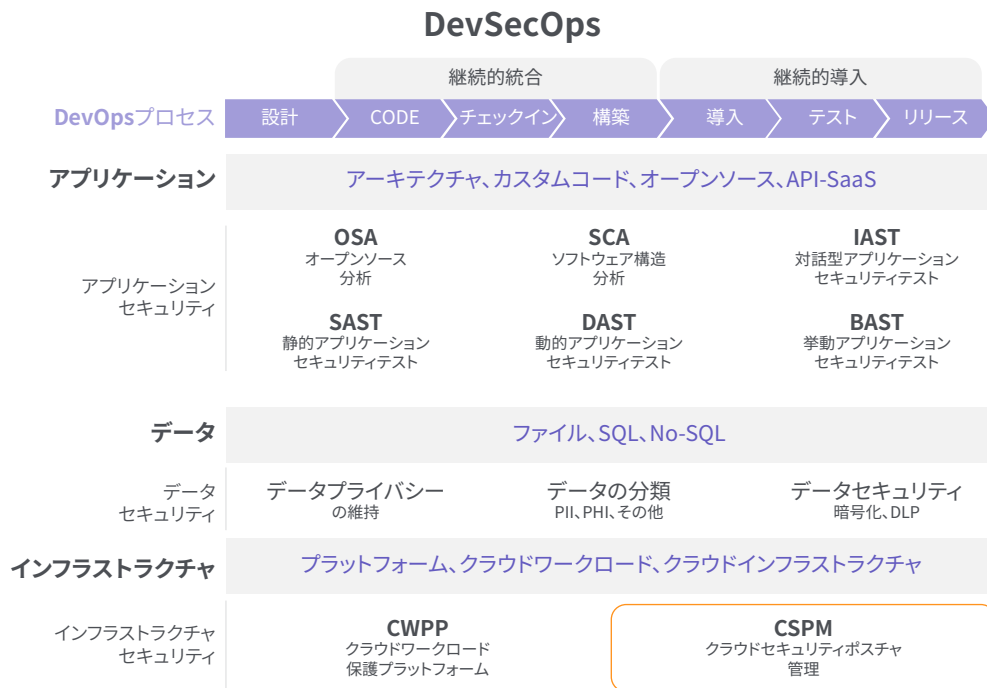 DevSecOps
継続的統合
継続的導入
DevOpsプロセス
設計
CODE
チェックイン
構築
導入
テスト
リリース
アプリケーション
アーキテクチャ、カスタムコード、オープンソース、API-SaaS
アプリケーション
セキュリティ
OSA
オープンソース
分析
SCA
ソフトウェア構造
分析
IAST
対話型アプリケーション
セキュリティテスト
SAST
静的アプリケーション
セキュリティテスト
DAST
動的アプリケーション
セキュリティテスト
BAST
挙動アプリケーション
セキュリティテスト
データ
ファイル、SQL、No-SQL
データ
セキュリティ
データプライバシー
の維持
データの分類
PII、PHI、その他
データセキュリティ
暗号化、DLP
インフラストラクチャ
プラットフォーム、クラウドワークロード、クラウドインフラストラクチャ
インフラストラクチャ
セキュリティ
CWPP
クラウドワークロード
保護プラットフォーム
CSPM
クラウドセキュリティポスチャ
管理